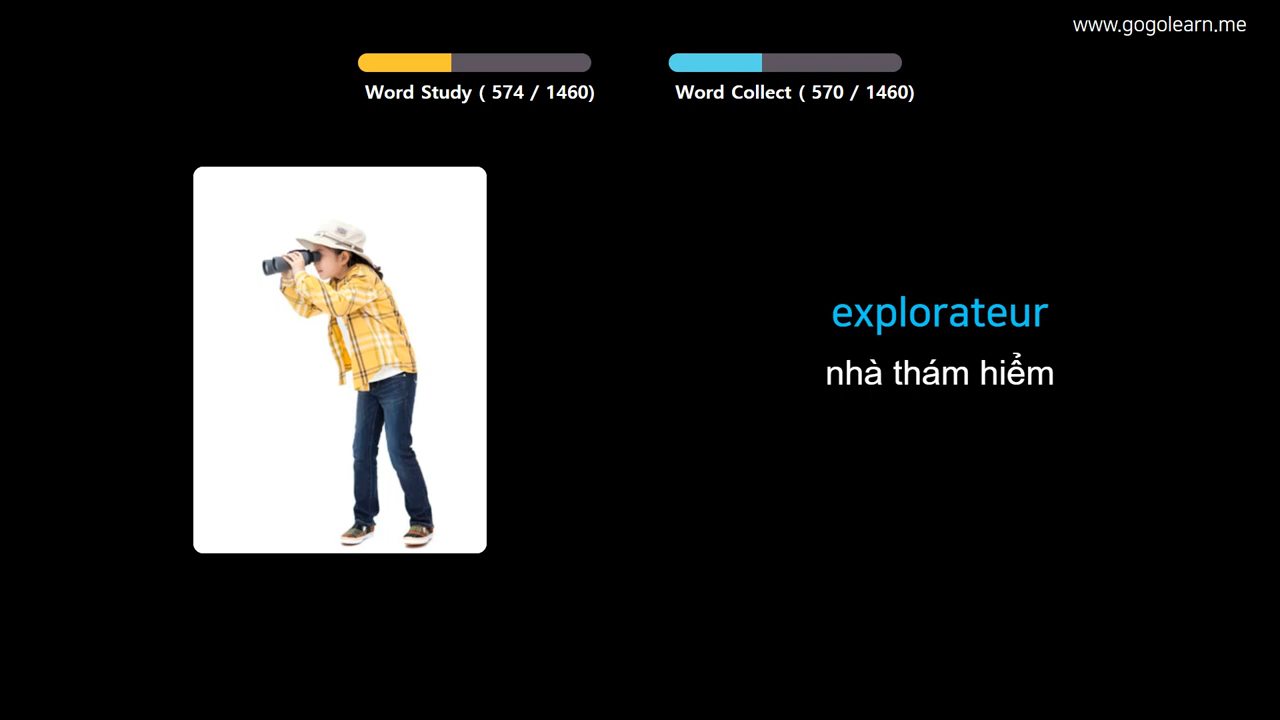 www.gogolearn.me
Word Study ( 574 / 1460)
Word Collect ( 570 / 1460)
explorateur
nhà thám hiểm